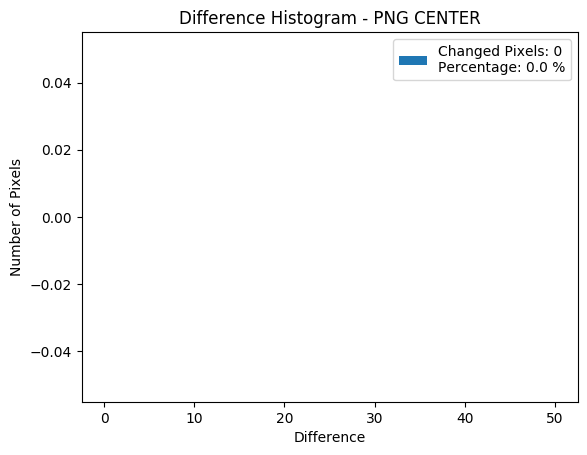 Difference Histogram - PNG CENTER
Changed Pixels: 0
Percentage: 0.0 %
Number of Pixels
0.04
0.02
0.00
−0.02
−0.04
0 10 20 30 40 50
Difference